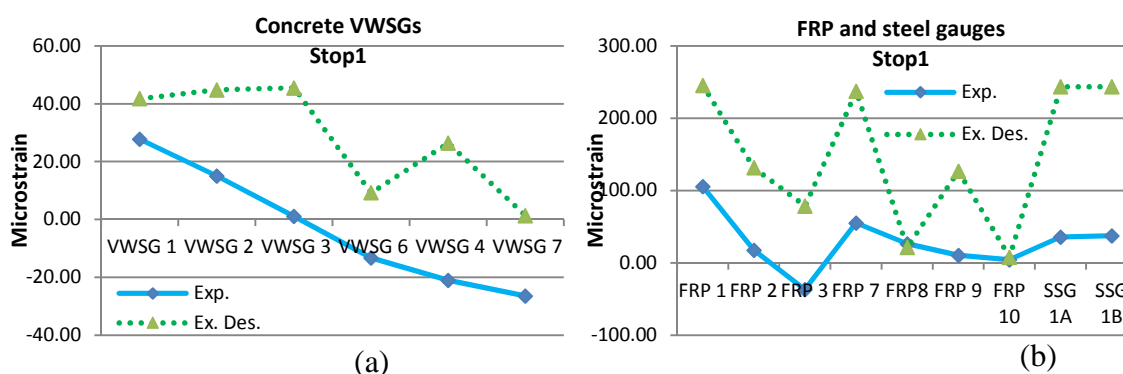 Concrete VWSGs
Stop1
Microstrain
60.00
40.00
20.00
0.00
-20.00
-40.00
VWSG 1 VWSG 2 VWSG 3 VWSG 6 VWSG 4 VWSG 7
Exp.
Ex. Des.
(a)
FRP and steel gauges
Stop1
Microstrain
300.00
200.00
100.00
0.00
-100.00
Exp.
Ex. Des.
FRP 1 FRP 2 FRP 3 FRP 7 FRP8 FRP 9 FRP 10 SSG 1A SSG 1B
(b)